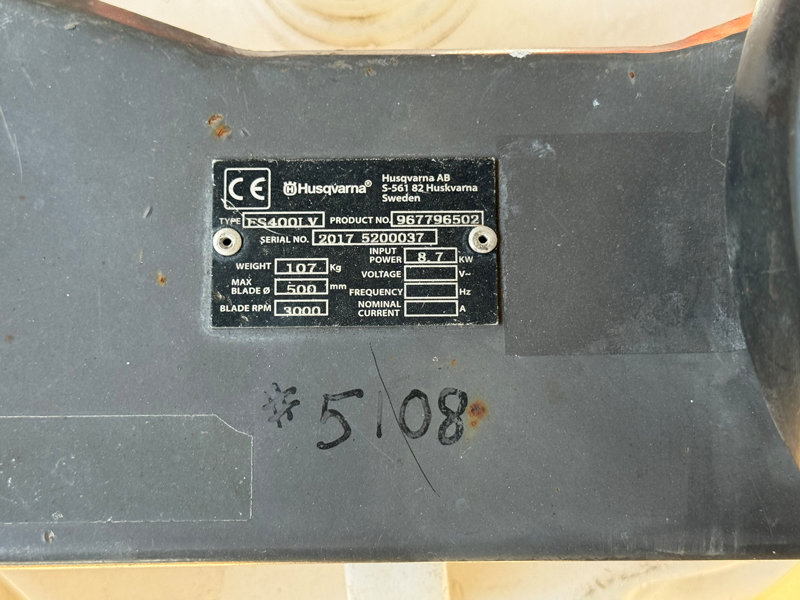 CE
Husqvarna®
Husqvarna AB
S-561 82 Huskvarna
Sweden
TYPE FS400LV PRODUCT NO. 967796502
SERIAL NO. 2017 5200037
INPUT POWER 8.7 KW
WEIGHT 107 Kg
VOLTAGE V~
MAX BLADE Ø 500 mm
FREQUENCY Hz
BLADE RPM 3000
NOMINAL CURRENT A
#5108